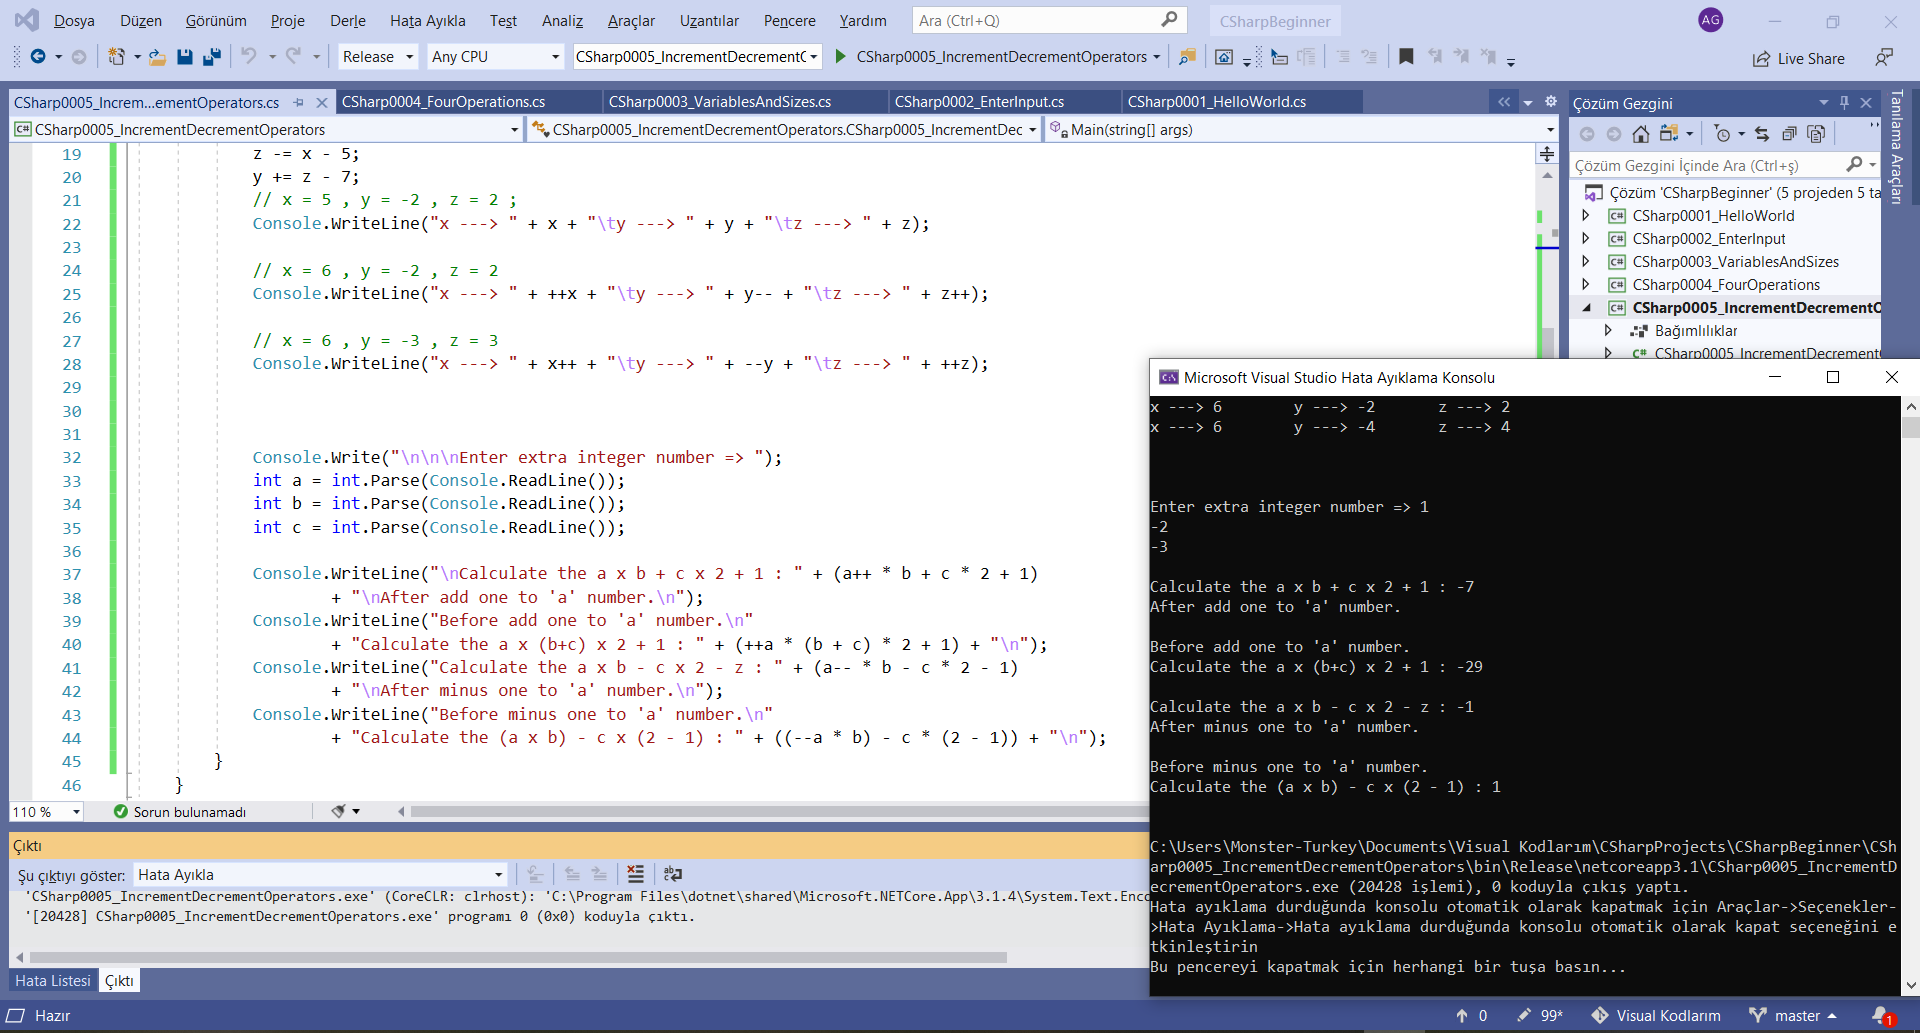 Dosya Düzen Görünüm Proje Derle Hata Ayıkla Test Analiz Araçlar Uzantılar Pencere Yardım Ara (Ctrl+Q) CSharpBeginner AG
Release Any CPU CSharp0005_IncrementDecrementC CSharp0005_IncrementDecrementOperators Live Share
CSharp0005_Increm...ementOperators.cs CSharp0004_FourOperations.cs CSharp0003_VariablesAndSizes.cs CSharp0002_EnterInput.cs CSharp0001_HelloWorld.cs
CSharp0005_IncrementDecrementOperators CSharp0005_IncrementDecrementOperators.CSharp0005_IncrementDec Main(string[] args)
19 z -= x - 5;
20 y += z - 7;
21 // x = 5 , y = -2 , z = 2 ;
22 Console.WriteLine("x ---> " + x + "\ty ---> " + y + "\tz ---> " + z);
23
24 // x = 6 , y = -2 , z = 2
25 Console.WriteLine("x ---> " + ++x + "\ty ---> " + y-- + "\tz ---> " + z++);
26
27 // x = 6 , y = -3 , z = 3
28 Console.WriteLine("x ---> " + x++ + "\ty ---> " + --y + "\tz ---> " + ++z);
29
30
31
32 Console.Write("\n\n\nEnter extra integer number => ");
33 int a = int.Parse(Console.ReadLine());
34 int b = int.Parse(Console.ReadLine());
35 int c = int.Parse(Console.ReadLine());
36
37 Console.WriteLine("\nCalculate the a x b + c x 2 + 1 : " + (a++ * b + c * 2 + 1)
38 + "\nAfter add one to 'a' number.\n");
39 Console.WriteLine("Before add one to 'a' number.\n"
40 + "Calculate the a x (b+c) x 2 + 1 : " + (++a * (b + c) * 2 + 1) + "\n");
41 Console.WriteLine("Calculate the a x b - c x 2 - z : " + (a-- * b - c * 2 - 1)
42 + "\nAfter minus one to 'a' number.\n");
43 Console.WriteLine("Before minus one to 'a' number.\n"
44 + "Calculate the (a x b) - c x (2 - 1) : " + ((--a * b) - c * (2 - 1)) + "\n");
45 }
46 }
110 % Sorun bulunamadı
Çıktı
Şu çıktıyı göster: Hata Ayıkla
'CSharp0005_IncrementDecrementOperators.exe' (CoreCLR: clrhost): 'C:\Program Files\dotnet\shared\Microsoft.NETCore.App\3.1.4\System.Text.Enco
'[20428] CSharp0005_IncrementDecrementOperators.exe' programı 0 (0x0) koduyla çıktı.
Hata Listesi Çıktı
Çözüm Gezgini
Çözüm Gezgini İçinde Ara (Ctrl+ş)
Çözüm 'CSharpBeginner' (5 projeden 5 ta
C# CSharp0001_HelloWorld
C# CSharp0002_EnterInput
C# CSharp0003_VariablesAndSizes
C# CSharp0004_FourOperations
C# CSharp0005_IncrementDecrementO
Bağımlılıklar
C# CSharp0005_IncrementDecrement
Tanılama Araçları
Microsoft Visual Studio Hata Ayıklama Konsolu
x ---> 6 y ---> -2 z ---> 2
x ---> 6 y ---> -4 z ---> 4
Enter extra integer number => 1
-2
-3
Calculate the a x b + c x 2 + 1 : -7
After add one to 'a' number.
Before add one to 'a' number.
Calculate the a x (b+c) x 2 + 1 : -29
Calculate the a x b - c x 2 - z : -1
After minus one to 'a' number.
Before minus one to 'a' number.
Calculate the (a x b) - c x (2 - 1) : 1
C:\Users\Monster-Turkey\Documents\Visual Kodlarım\CSharpProjects\CSharpBeginner\CSh
arp0005_IncrementDecrementOperators\bin\Release\netcoreapp3.1\CSharp0005_IncrementD
ecrementOperators.exe (20428 işlemi), 0 koduyla çıkış yaptı.
Hata ayıklama durduğunda konsolu otomatik olarak kapatmak için Araçlar->Seçenekler-
>Hata Ayıklama->Hata ayıklama durduğunda konsolu otomatik olarak kapat seçeneğini e
tkinleştirin
Bu pencereyi kapatmak için herhangi bir tuşa basın...
Hazır 0 99* Visual Kodlarım master 1